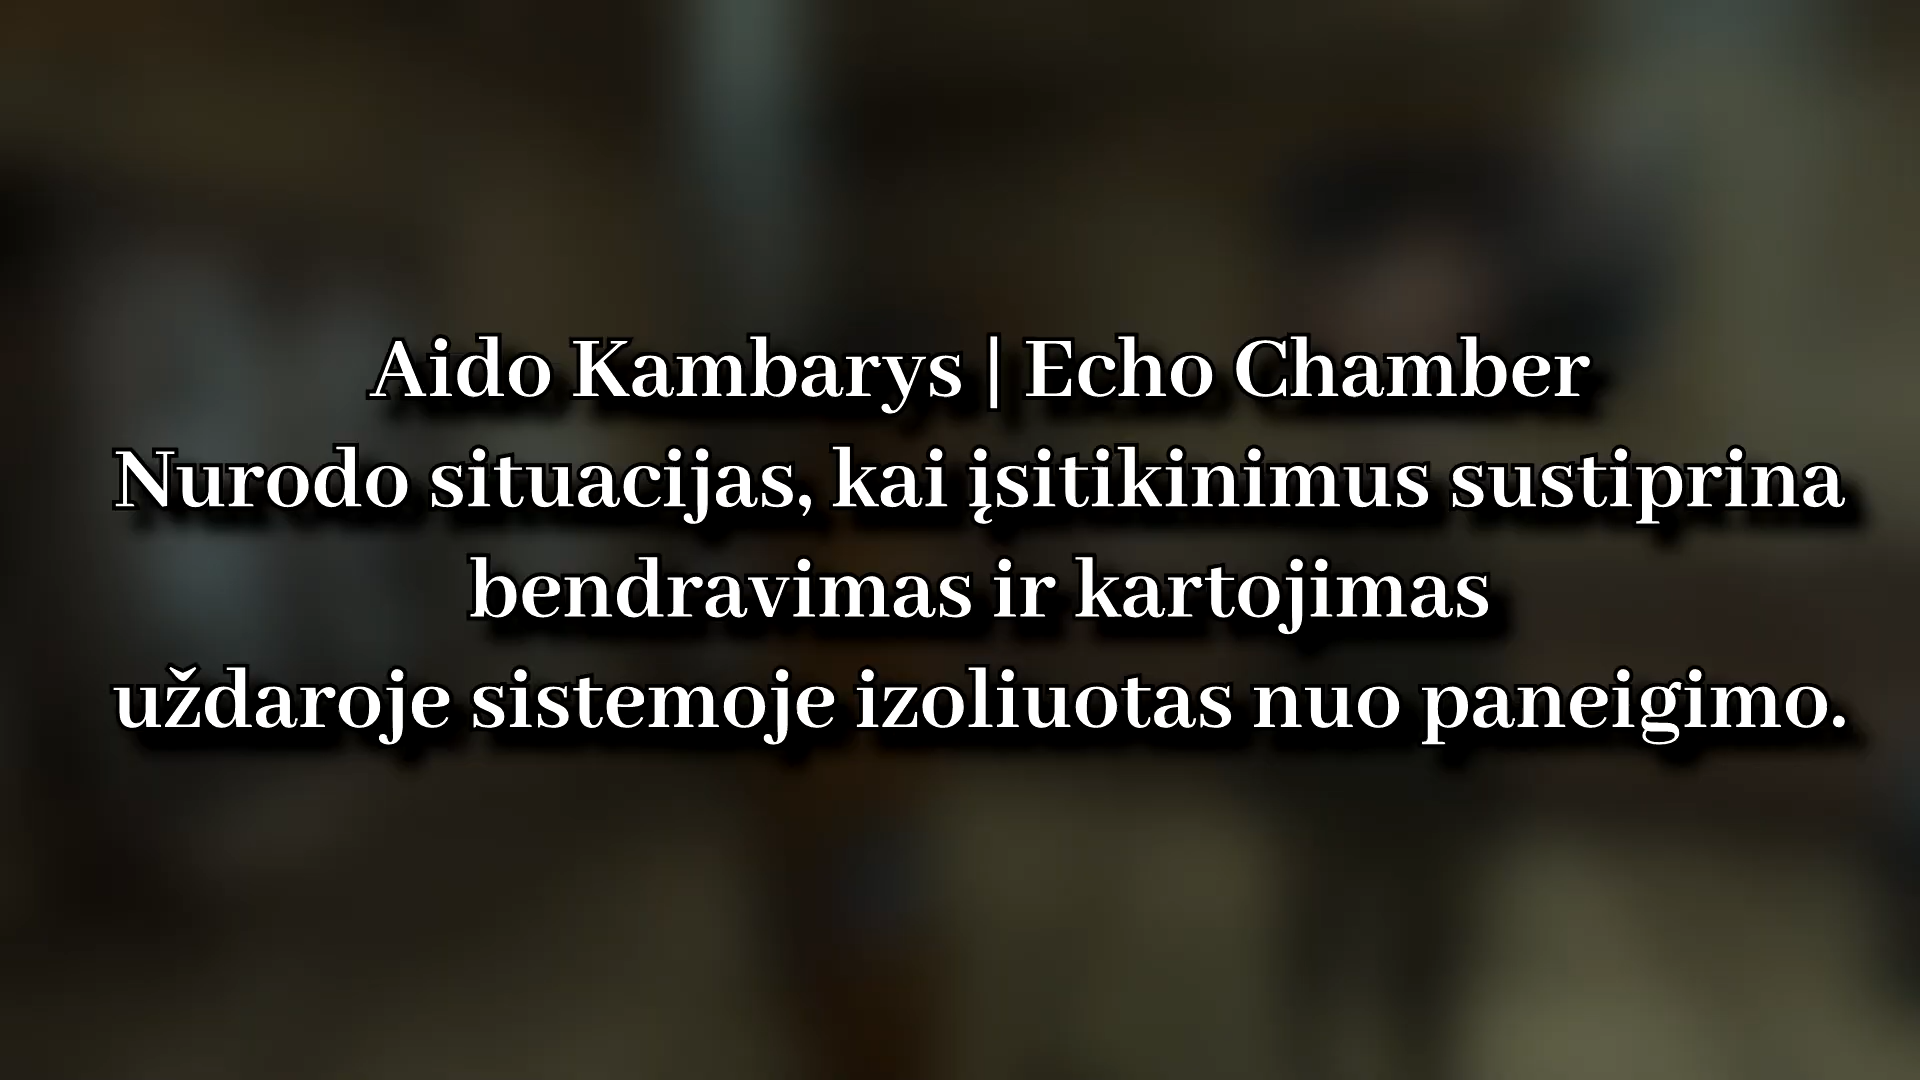 Aido Kambarys | Echo Chamber
Nurodo situacijas, kai įsitikinimus sustiprina
bendravimas ir kartojimas
uždaroje sistemoje izoliuotas nuo paneigimo.